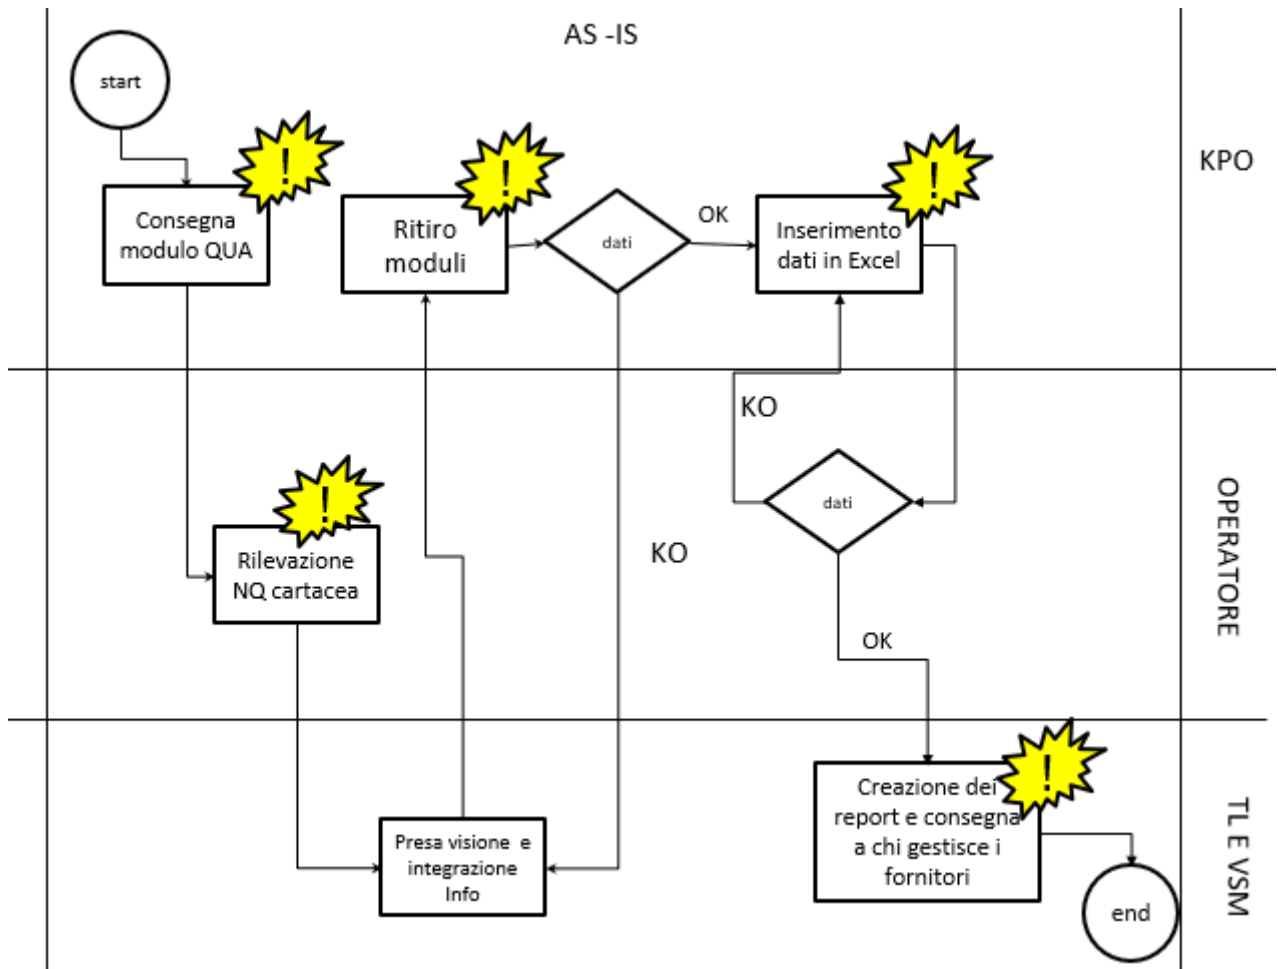 AS -IS
start
!
!
!
KPO
Consegna
modulo QUA
Ritiro
moduli
dati
OK
Inserimento
dati in Excel
KO
!
dati
Rilevazione
NQ cartacea
KO
OPERATORE
OK
!
Creazione dei
report e consegna
a chi gestisce i
fornitori
Presa visione e
integrazione
Info
TL E VSM
end